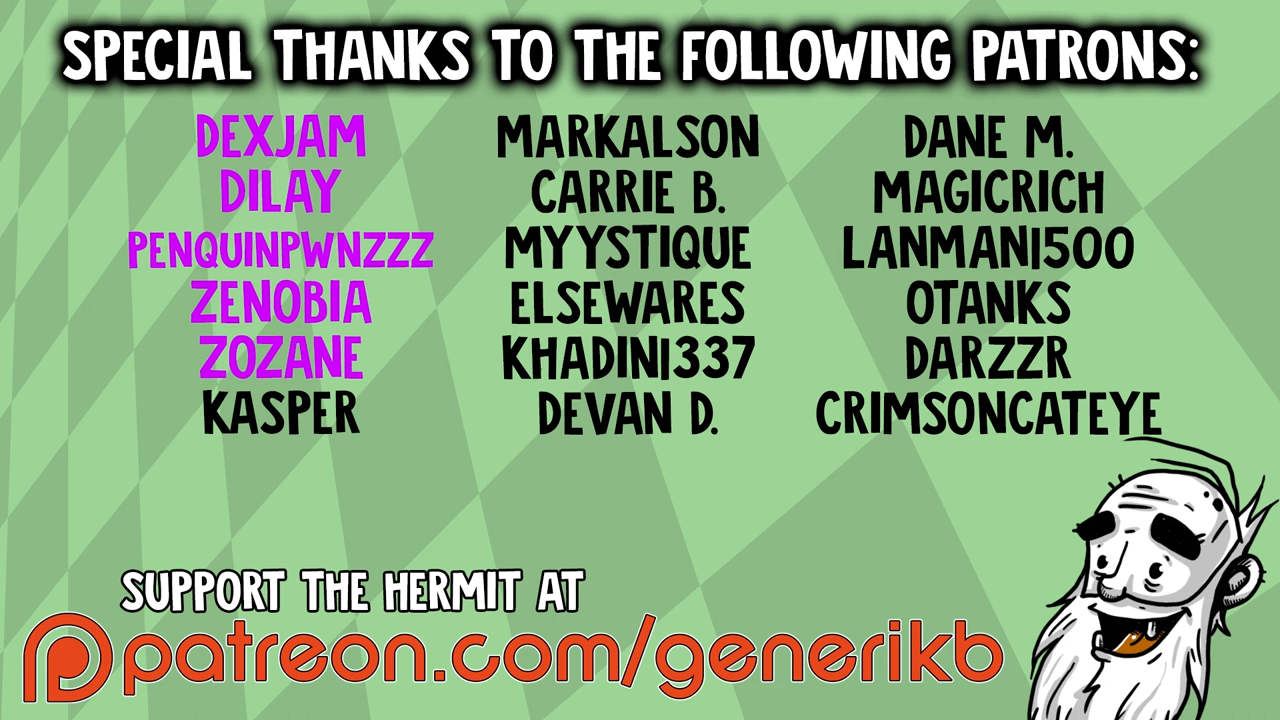 SPECIAL THANKS TO THE FOLLOWING PATRONS:
DEXJAM
DILAY
PENQUINPWNZZZ
ZENOBIA
ZOZANE
KASPER
MARKALSON
CARRIE B.
MYYSTIQUE
ELSEWARES
KHADIN1337
DEVAN D.
DANE M.
MAGICRICH
LANMAN1500
OTANKS
DARZZR
CRIMSONCATEYE
SUPPORT THE HERMIT AT
patreon.com/generikb